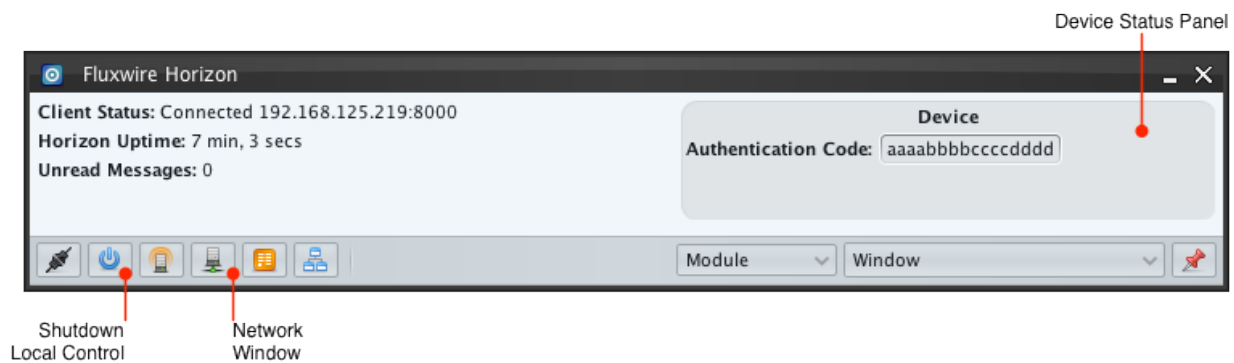 Device Status Panel
Fluxwire Horizon
Client Status: Connected 192.168.125.219:8000
Horizon Uptime: 7 min, 3 secs
Unread Messages: 0
Device
Authentication Code: aaaabbbbccccdddd
Module
Window
Shutdown
Local Control
Network
Window